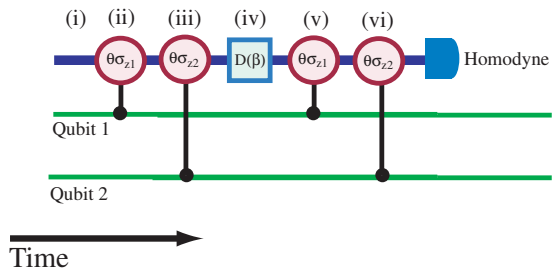 (i) (ii) (iii) (iv) (v) (vi)
θσz1 θσz2 D(β) θσz1 θσz2 Homodyne
Qubit 1
Qubit 2
Time